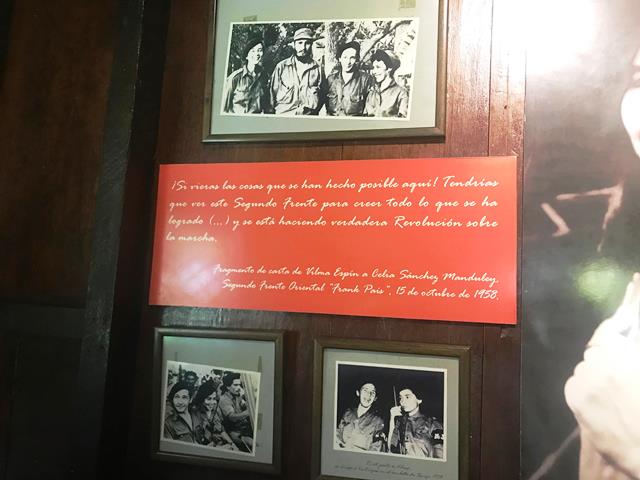 ¡Si vieras las cosas que se han hecho posible aquí! Tendrías
que ver este Segundo Frente para creer todo lo que se ha
logrado (...) y se está haciendo verdadera Revolución sobre
la marcha.
Fragmento de carta de Vilma Espín a Celia Sánchez Manduley.
Segundo Frente Oriental "Frank País", 15 de octubre de 1958.